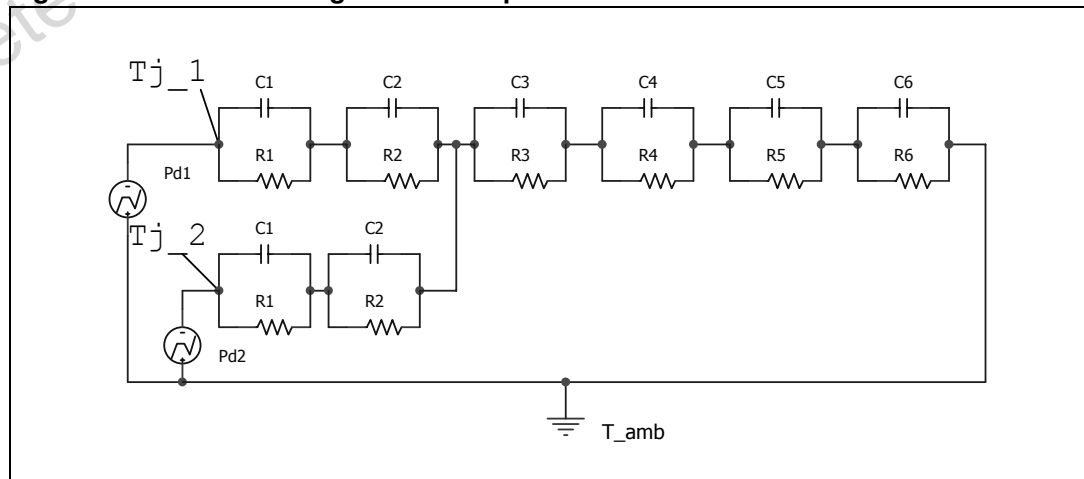 Tj_1
C1 C2 C3 C4 C5 C6
R1 R2 R3 R4 R5 R6
Pd1
Tj_2
C1 C2
R1 R2
Pd2
T_amb